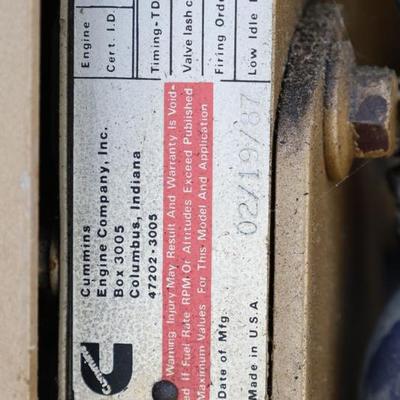 Cummins
Engine Company, Inc.
Box 3005
Columbus, Indiana
47202-3005
Warning Injury May Result And Warranty Is Void-
ed If Fuel Rate RPM Or Altitudes Exceed Published
Maximum Values For This Model And Application
Date of Mfg. 02/19/87
Made in U.S.A.
Engine
Cert. I.D.
Timing-TD
Valve lash c
Firing Order
Low Idle